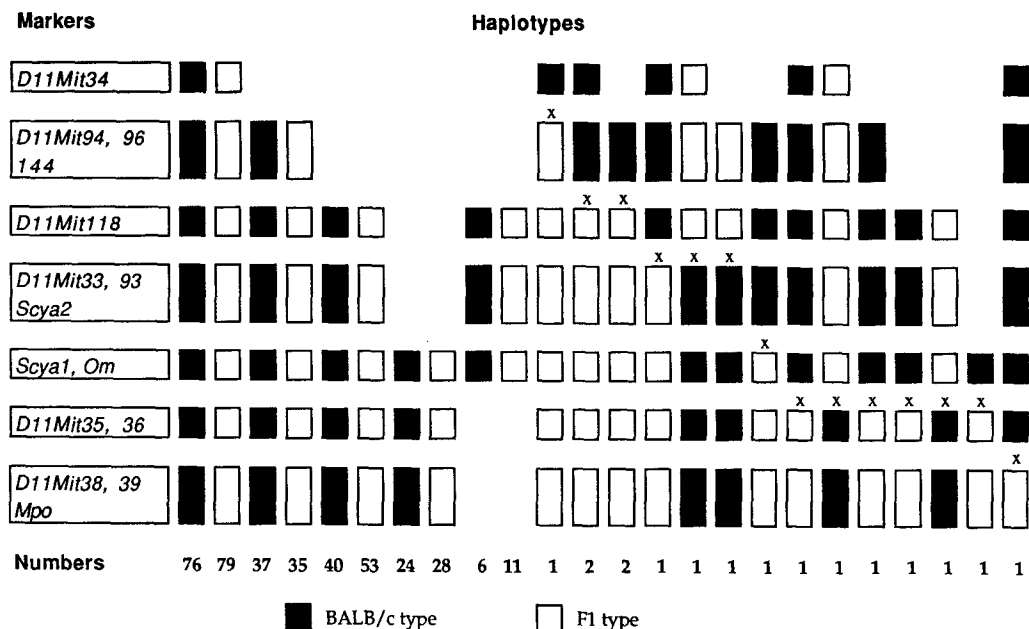 Markers Haplotypes
D11Mit34
x
D11Mit94, 96
144
x x
D11Mit118
x x x
D11Mit33, 93
Scya2
x
Scya1, Om
x x x x x x
D11Mit35, 36
x
D11Mit38, 39
Mpo
Numbers 76 79 37 35 40 53 24 28 6 11 1 2 2 1 1 1 1 1 1 1 1 1 1 1
BALB/c type F1 type